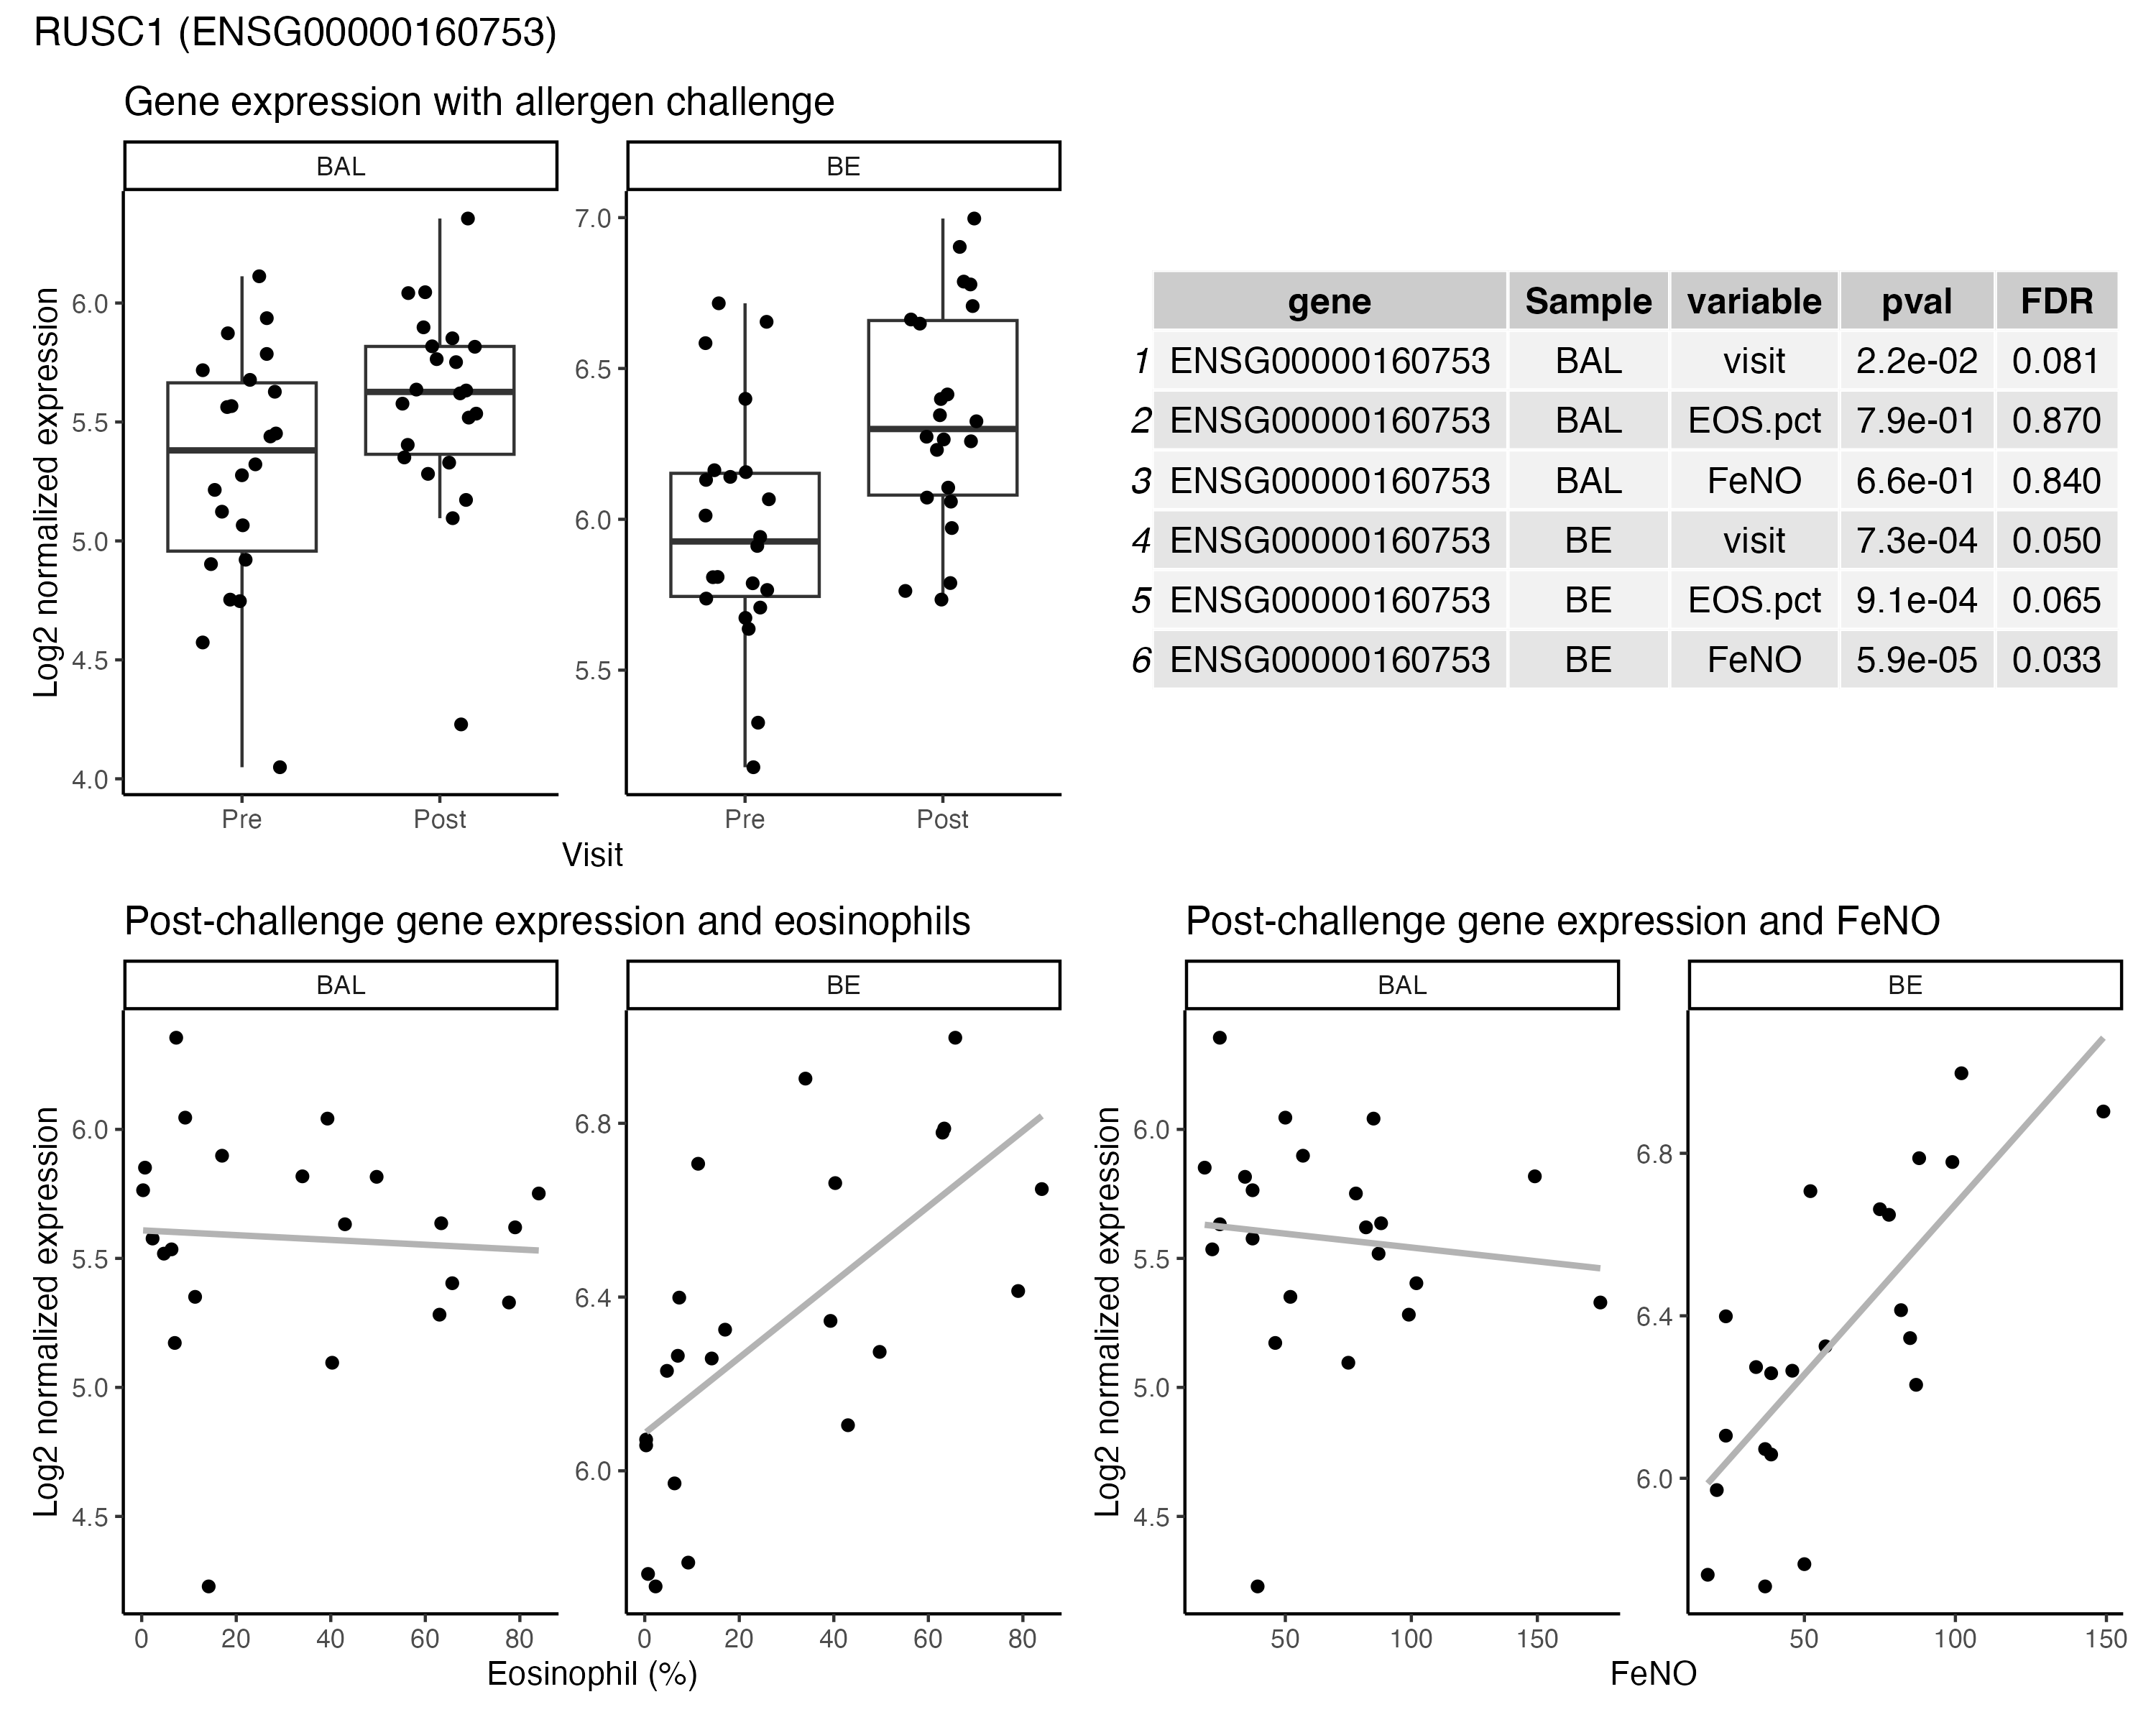 RUSC1 (ENSG00000160753)
Gene expression with allergen challenge
BAL
BE
Log2 normalized expression
6.0
5.5
5.0
4.5
4.0
7.0
6.5
6.0
5.5
Pre
Post
Pre
Post
Visit
gene Sample variable pval FDR
1 ENSG00000160753 BAL visit 2.2e-02 0.081
2 ENSG00000160753 BAL EOS.pct 7.9e-01 0.870
3 ENSG00000160753 BAL FeNO 6.6e-01 0.840
4 ENSG00000160753 BE visit 7.3e-04 0.050
5 ENSG00000160753 BE EOS.pct 9.1e-04 0.065
6 ENSG00000160753 BE FeNO 5.9e-05 0.033
Post-challenge gene expression and eosinophils
BAL
BE
Log2 normalized expression
6.0
5.5
5.0
4.5
6.8
6.4
6.0
0 20 40 60 80
0 20 40 60 80
Eosinophil (%)
Post-challenge gene expression and FeNO
BAL
BE
Log2 normalized expression
6.0
5.5
5.0
4.5
6.8
6.4
6.0
50 100 150
50 100 150
FeNO